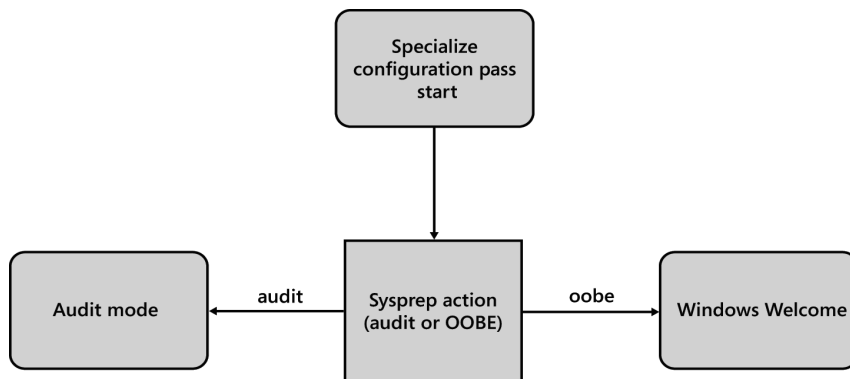 Specialize
configuration pass
start
Audit mode
audit
Sysprep action
(audit or OOBE)
oobe
Windows Welcome